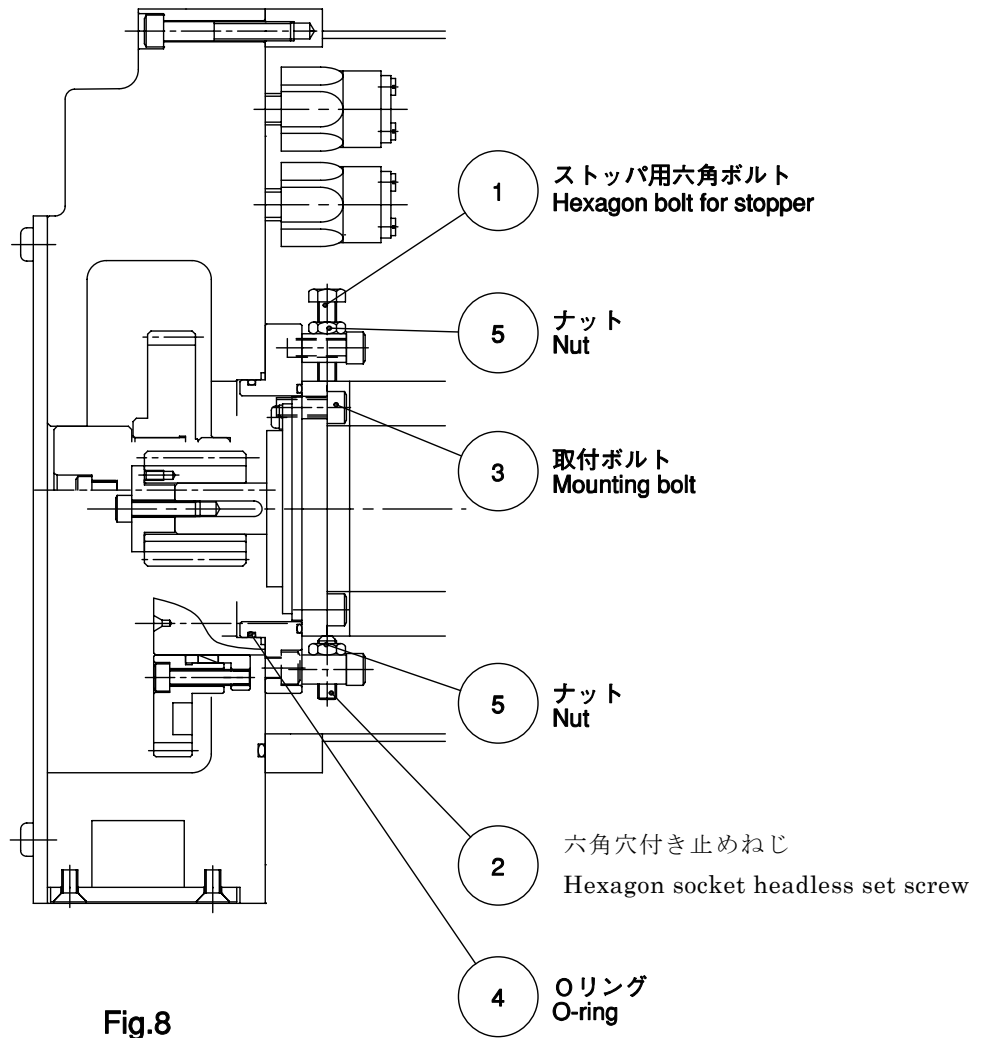 1
ストッパ用六角ボルト
Hexagon bolt for stopper
5
ナット
Nut
3
取付ボルト
Mounting bolt
5
ナット
Nut
2
六角穴付き止めねじ
Hexagon socket headless set screw
4
Oリング
O-ring
Fig.8